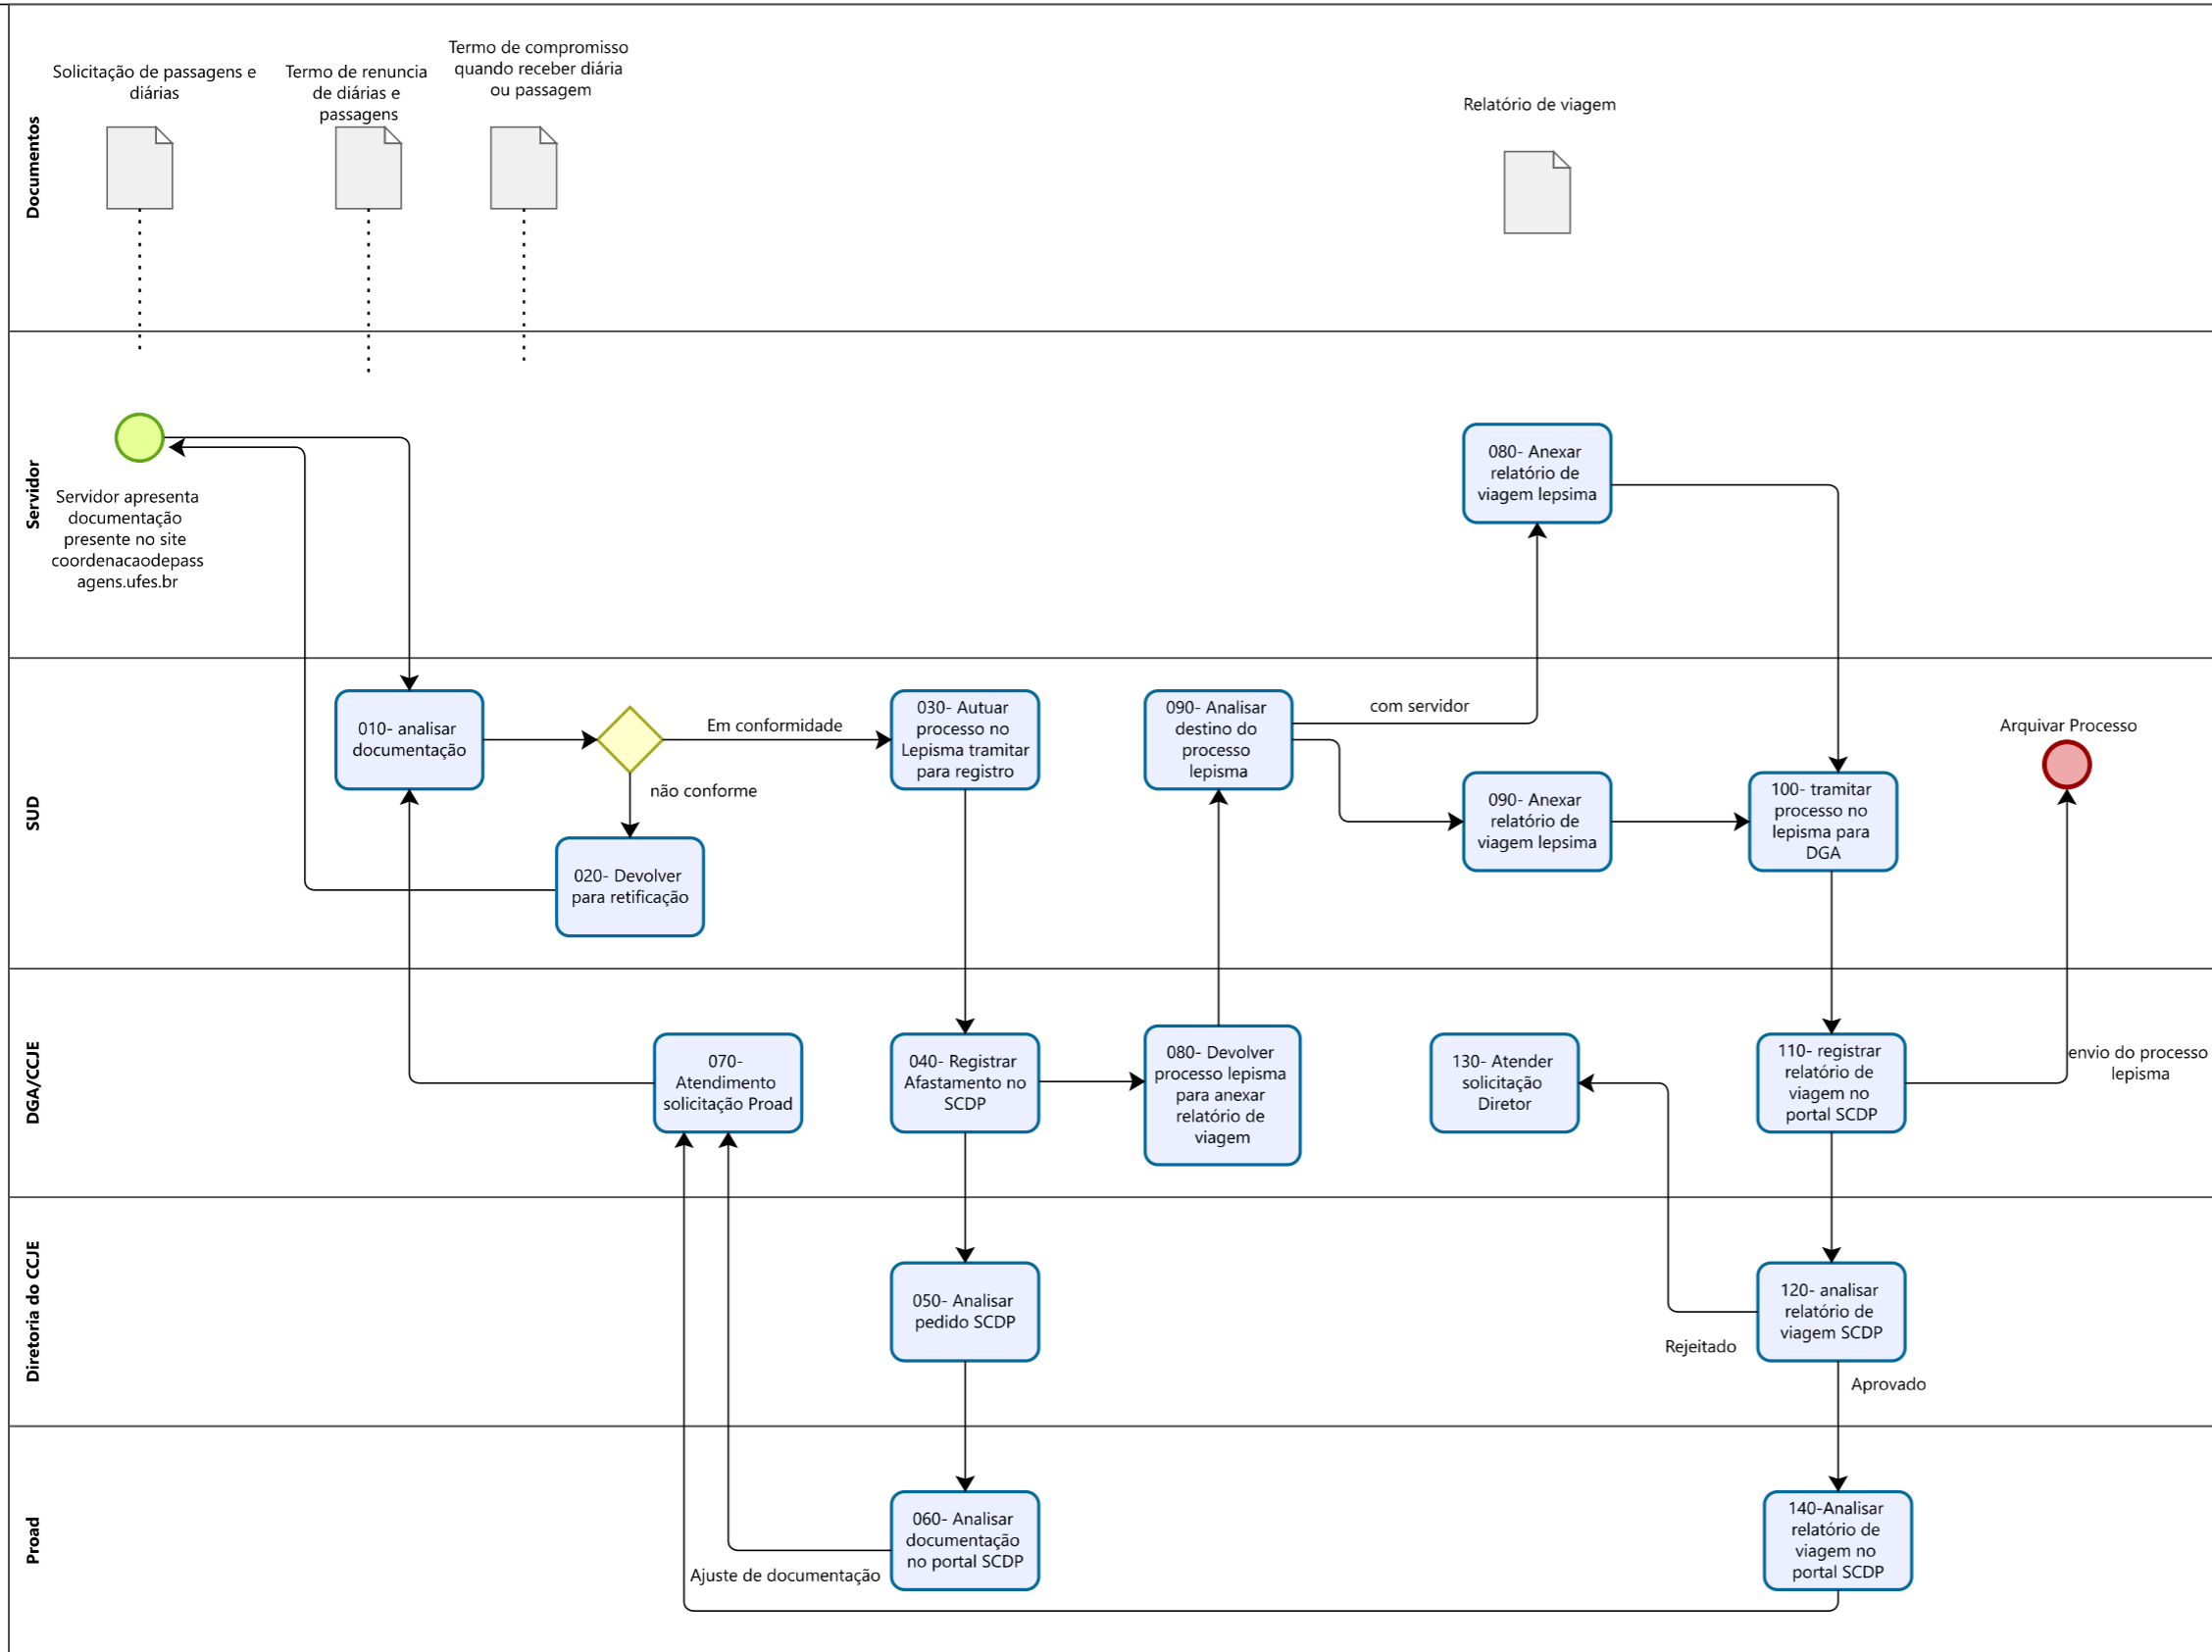 Documentos
Solicitação de passagens e
diárias
Termo de renuncia
de diárias e
passagens
Termo de compromisso
quando receber diária
ou passagem
Relatório de viagem
Servidor
Servidor apresenta
documentação
presente no site
coordenacaodepass
agens.ufes.br
080- Anexar
relatório de
viagem lepsima
SUD
010- analisar
documentação
Em conformidade
não conforme
020- Devolver
para retificação
030- Autuar
processo no
Lepisma tramitar
para registro
090- Analisar
destino do
processo
lepisma
com servidor
090- Anexar
relatório de
viagem lepsima
100- tramitar
processo no
lepisma para
DGA
Arquivar Processo
DGA/CCJE
070-
Atendimento
solicitação Proad
040- Registrar
Afastamento no
SCDP
080- Devolver
processo lepisma
para anexar
relatório de
viagem
130- Atender
solicitação
Diretor
110- registrar
relatório de
viagem no
portal SCDP
envio do processo
lepisma
Diretoria do CCJE
050- Analisar
pedido SCDP
120- analisar
relatório de
viagem SCDP
Rejeitado
Aprovado
Proad
060- Analisar
documentação
no portal SCDP
Ajuste de documentação
140-Analisar
relatório de
viagem no
portal SCDP